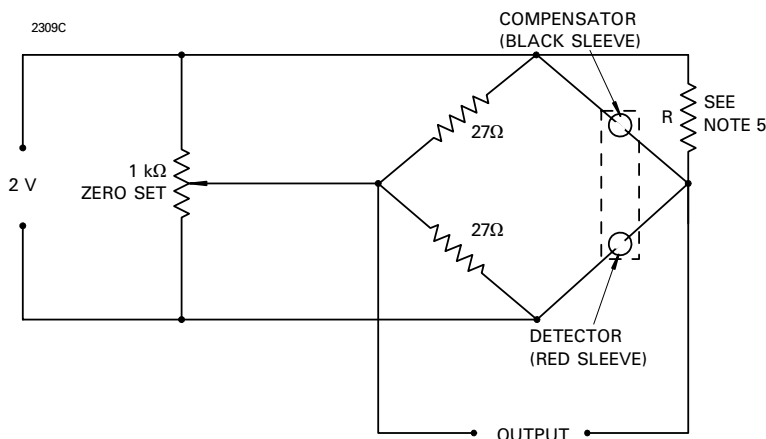 2309C
COMPENSATOR
(BLACK SLEEVE)
27Ω
R
SEE
NOTE 5
2 V
1 kΩ
ZERO SET
27Ω
DETECTOR
(RED SLEEVE)
OUTPUT